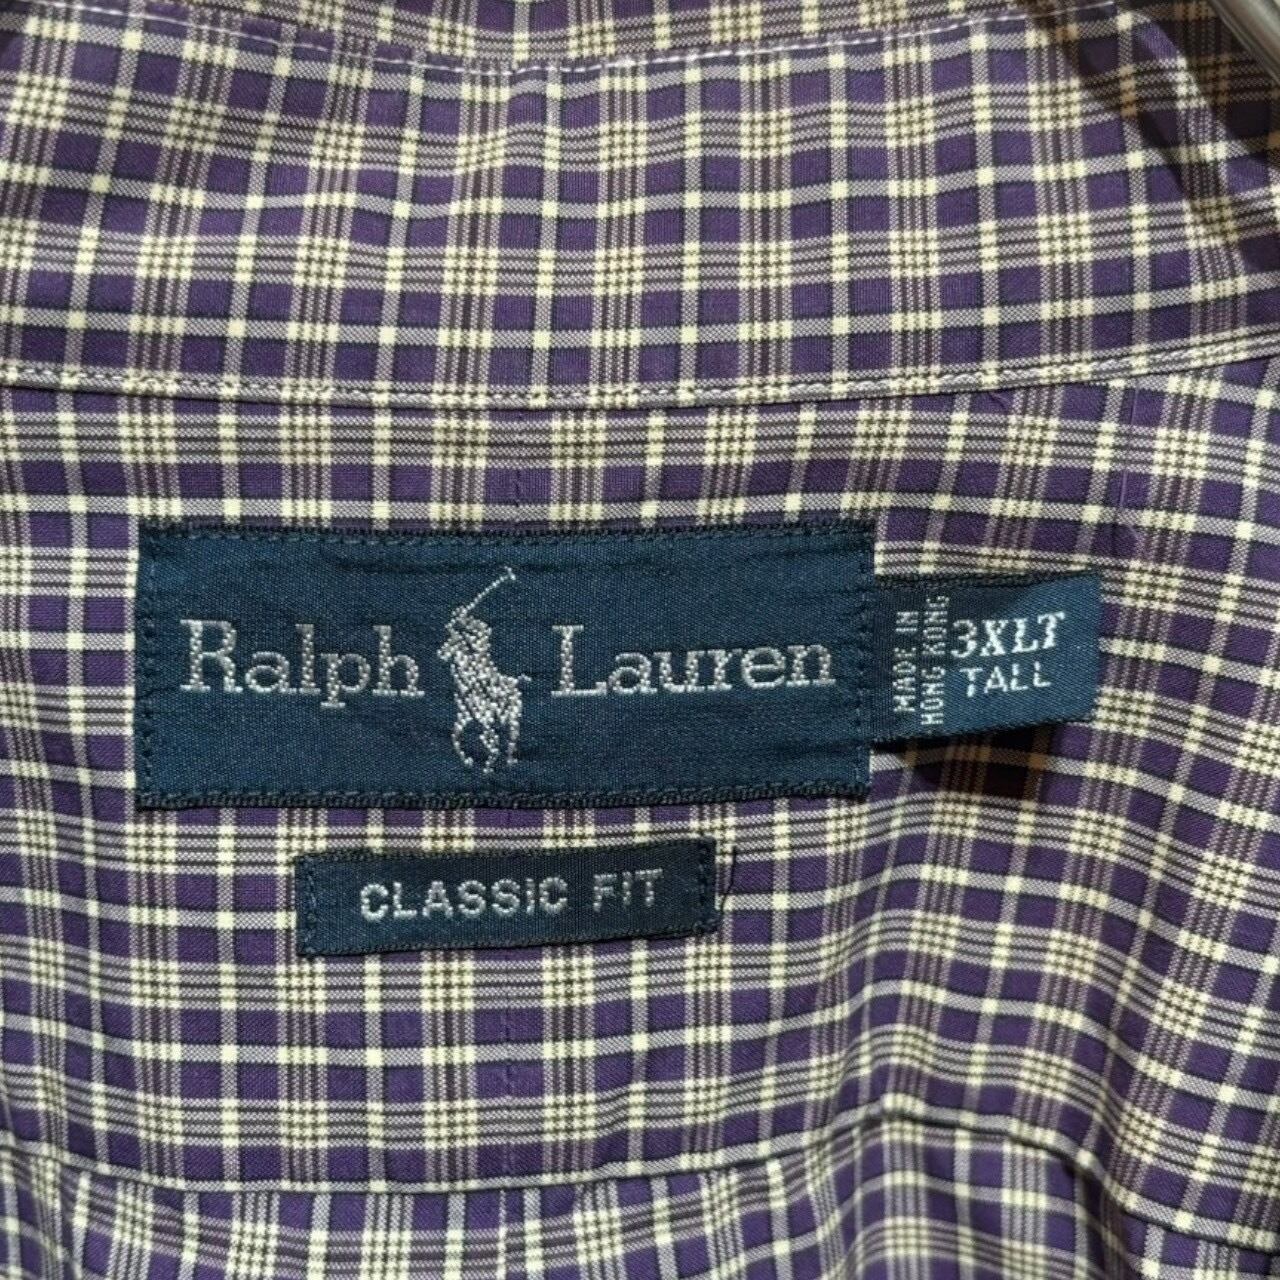 Ralph Lauren
MADE IN
HONG KONG
3XLT
TALL
CLASSIC FIT